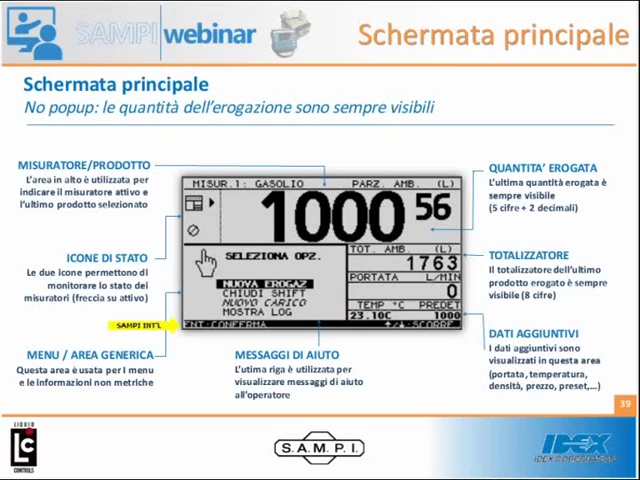 SAMPI webinar
Schermata principale
Schermata principale
No popup: le quantità dell'erogazione sono sempre visibili
MISURATORE/PRODOTTO
L'area in alto è utilizzata per
indicare il misuratore attivo e
l'ultimo prodotto selezionato
ICONE DI STATO
Le due Icone permettono di
monitorare lo stato dei
misuratori (freccia su attivo)
SAMPI INT'L
MENU / AREA GENERICA
Questa area è usata per I menu
e le informazioni non metriche
MISUR.1: GASOLIO PARZ. AMB. (L)
1000 56
SELEZIONA OPZ.
NUOVA EROGAZ
CHIUDI SHIFT
NUOVO CARICO
MOSTRA LOG
TOT. AMB. (L)
1763
PORTATA L/MIN
0
TEMP °C PREDET
23.10C 1000
ENT:CONFERMA ↑/↓:SCORRE
MESSAGGI DI AIUTO
L'utima riga è utilizzata per
visualizzare messaggi di aiuto
all'operatore
QUANTITA' EROGATA
L'ultima quantità erogata è
sempre visibile
(5 cifre + 2 decimali)
TOTALIZZATORE
Il totalizzatore dell'ultimo
prodotto erogato è sempre
visibile (8 cifre)
DATI AGGIUNTIVI
I dati aggiuntivi sono
visualizzati in questa area
(portata, temperatura,
densità, prezzo, preset,...)
39
LIQUID
LC
CONTROLS
S.A.M.P.I.
IDEX
IDEX CORPORATION